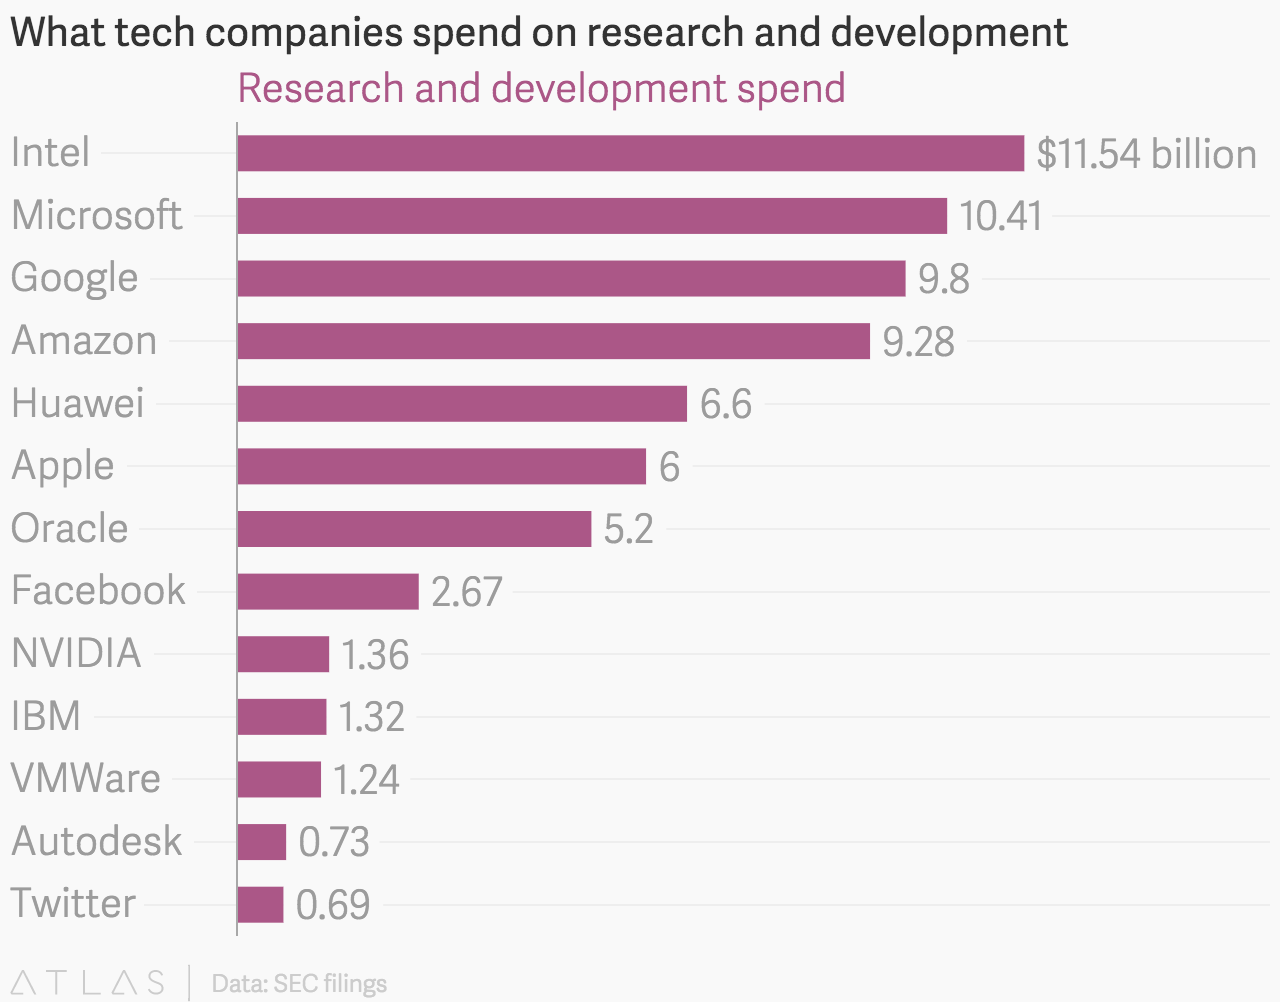 What tech companies spend on research and development
Research and development spend
Intel $11.54 billion
Microsoft 10.41
Google 9.8
Amazon 9.28
Huawei 6.6
Apple 6
Oracle 5.2
Facebook 2.67
NVIDIA 1.36
IBM 1.32
VMWare 1.24
Autodesk 0.73
Twitter 0.69
ATLAS Data: SEC filings